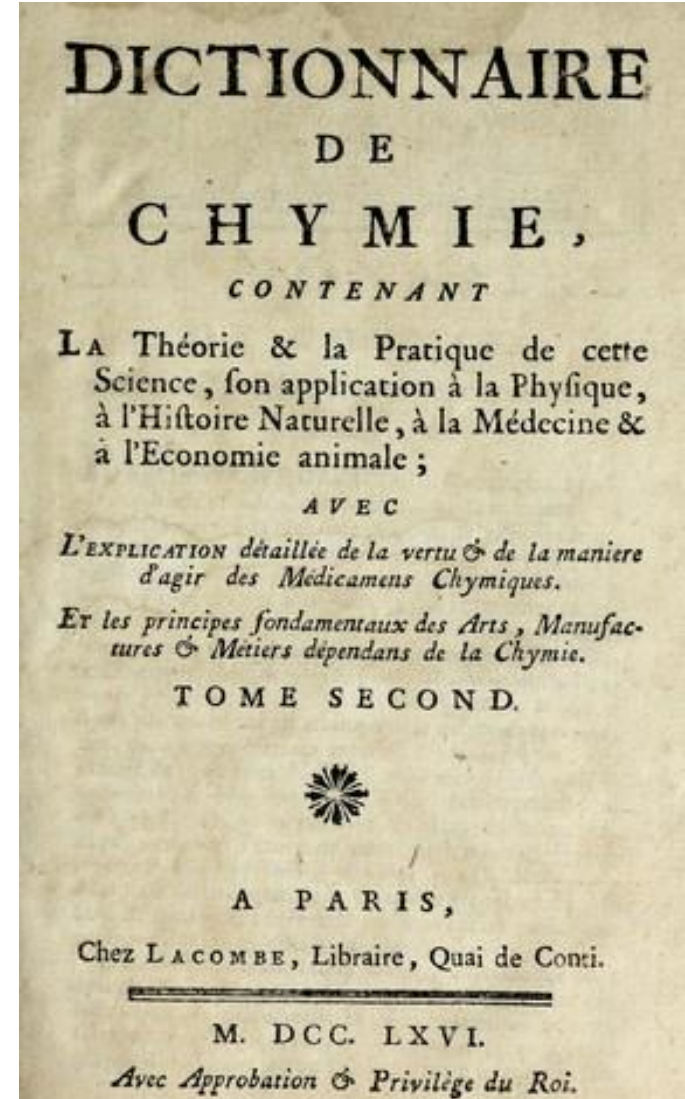 DICTIONNAIRE
DE
CHYMIE,
CONTENANT
LA Théorie & la Pratique de cette
Science, ſon application à la Phyſique,
à l'Hiſtoire Naturelle, à la Médecine &
à l'Economie animale;
AVEC
L'EXPLICATION détaillée de la vertu & de la maniere
d'agir des Médicamens Chymiques.
ET les principes fondamentaux des Arts, Manufac-
tures & Métiers dépendans de la Chymie.
TOME SECOND.
A PARIS,
Chez LACOMBE, Libraire, Quai de Conti.
M. DCC. LXVI.
Avec Approbation & Privilège du Roi.